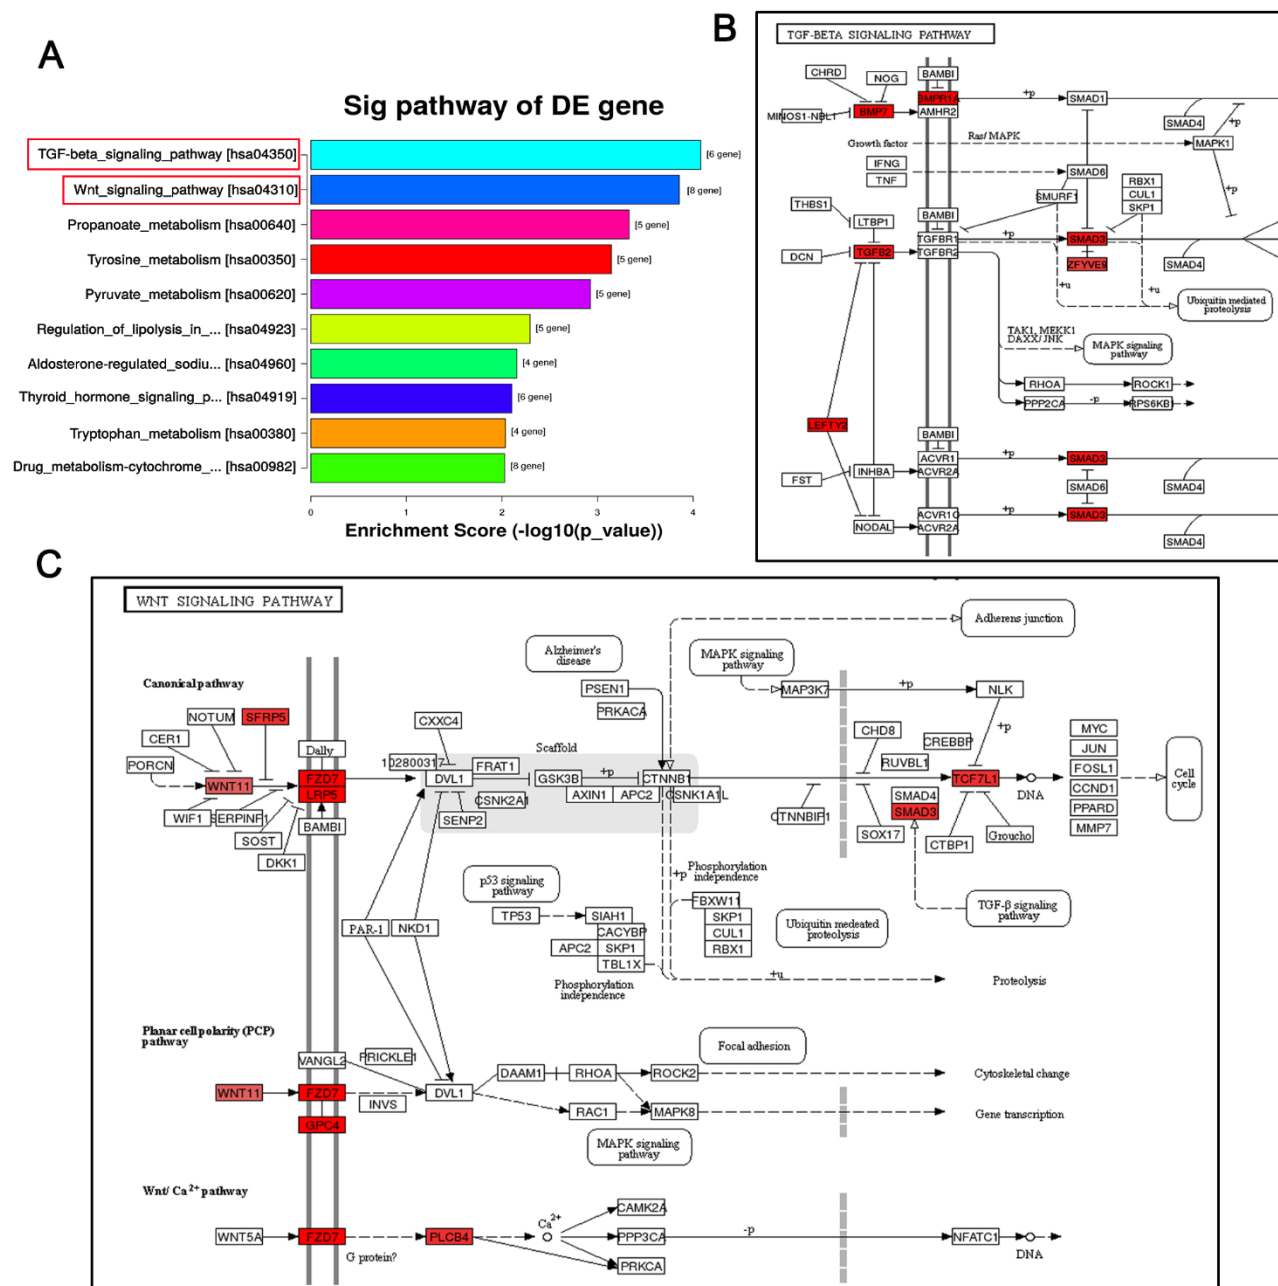 A
Sig pathway of DE gene
TGF-beta_signaling_pathway [hsa04350]
[6 gene]
Wnt_signaling_pathway [hsa04310]
[8 gene]
Propanoate_metabolism [hsa00640]
[5 gene]
Tyrosine_metabolism [hsa00350]
[5 gene]
Pyruvate_metabolism [hsa00620]
[5 gene]
Regulation_of_lipolysis_in_... [hsa04923]
[5 gene]
Aldosterone-regulated_sodiu... [hsa04960]
[4 gene]
Thyroid_hormone_signaling_p... [hsa04919]
[6 gene]
Tryptophan_metabolism [hsa00380]
[4 gene]
Drug_metabolism-cytochrome_... [hsa00982]
[8 gene]
0 1 2 3 4
Enrichment Score (-log10(p_value))
B
TGF-BETA SIGNALING PATHWAY
CHRD
NOG
BAMBI
MINOS1-NBL1
BMP7
BMPR1A
AMHR2
+p
SMAD1
SMAD4
+p
MAPK1
Growth factor
Ras/ MAPK
IFNG
TNF
SMAD6
+p
SMURF1
RBX1
CUL1
SKP1
THBS1
LTBP1
BAMBI
DCN
TGFB2
TGFBR1
TGFBR2
+p
SMAD3
ZFYVE9
SMAD4
+u
+u
Ubiquitin mediated
proteolysis
TAK1, MEKK1
DAXX/ JNK
MAPK signaling
pathway
RHOA
ROCK1
PPP2CA
-p
RPS6KB1
LEFTY2
BAMBI
FST
INHBA
ACVR1
ACVR2A
+p
SMAD3
SMAD4
SMAD6
NODAL
ACVR1C
ACVR2A
+p
SMAD3
SMAD4
C
WNT SIGNALING PATHWAY
Canonical pathway
NOTUM
SFRP5
CER1
PORCN
WNT11
WIF1
SERPINF1
SOST
DKK1
Dally
FZD7
LRP5
BAMBI
CXXC4
102800317
DVL1
FRAT1
CSNK2A1
SENP2
Scaffold
GSK3B
+p
CTNNB1
AXIN1
APC2
CSNK1A1L
Alzheimer's
disease
PSEN1
PRKACA
MAPK signaling
pathway
MAP3K7
+p
NLK
Adherens junction
+p
CHD8
RUVBL1
CREBBP
TCF7L1
SMAD4
SMAD3
CTNNBIP1
SOX17
CTBP1
Groucho
DNA
MYC
JUN
FOSL1
CCND1
PPARD
MMP7
Cell
cycle
TGF-β signaling
pathway
p53 signaling
pathway
TP53
SIAH1
CACYBP
APC2
SKP1
TBL1X
Phosphorylation
independence
+p
Phosphorylation
independence
FBXW11
SKP1
CUL1
RBX1
Ubiquitin medeated
proteolysis
+u
Proteolysis
PAR-1
NKD1
Planar cell polarity (PCP)
pathway
VANGL2
PRICKLE1
WNT11
FZD7
GPC4
INVS
DVL1
DAAM1
RHOA
ROCK2
Focal adhesion
Cytoskeletal change
RAC1
MAPK8
Gene transcription
MAPK signaling
pathway
Wnt/ Ca2+ pathway
WNT5A
FZD7
G protein?
PLCB4
Ca2+
CAMK2A
PPP3CA
PRKCA
-p
NFATC1
DNA